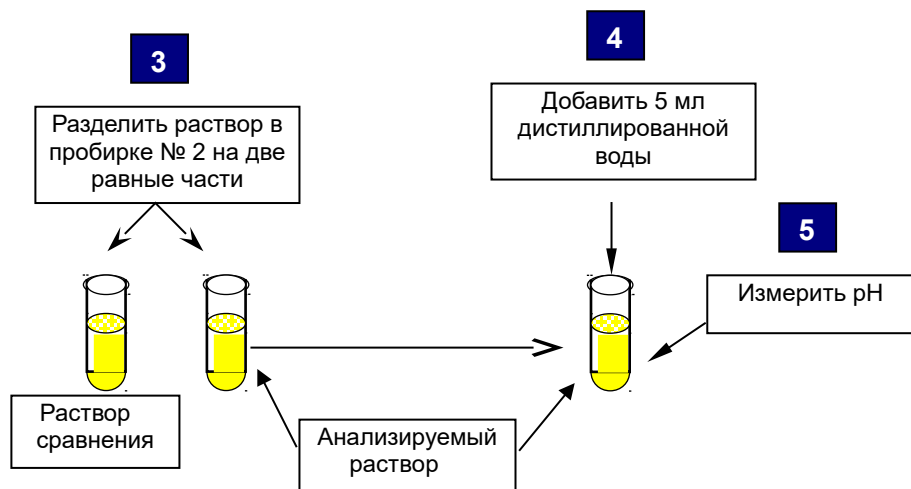 3
Разделить раствор в
пробирке № 2 на две
равные части
4
Добавить 5 мл
дистиллированной
воды
5
Измерить pH
Раствор
сравнения
Анализируемый
раствор